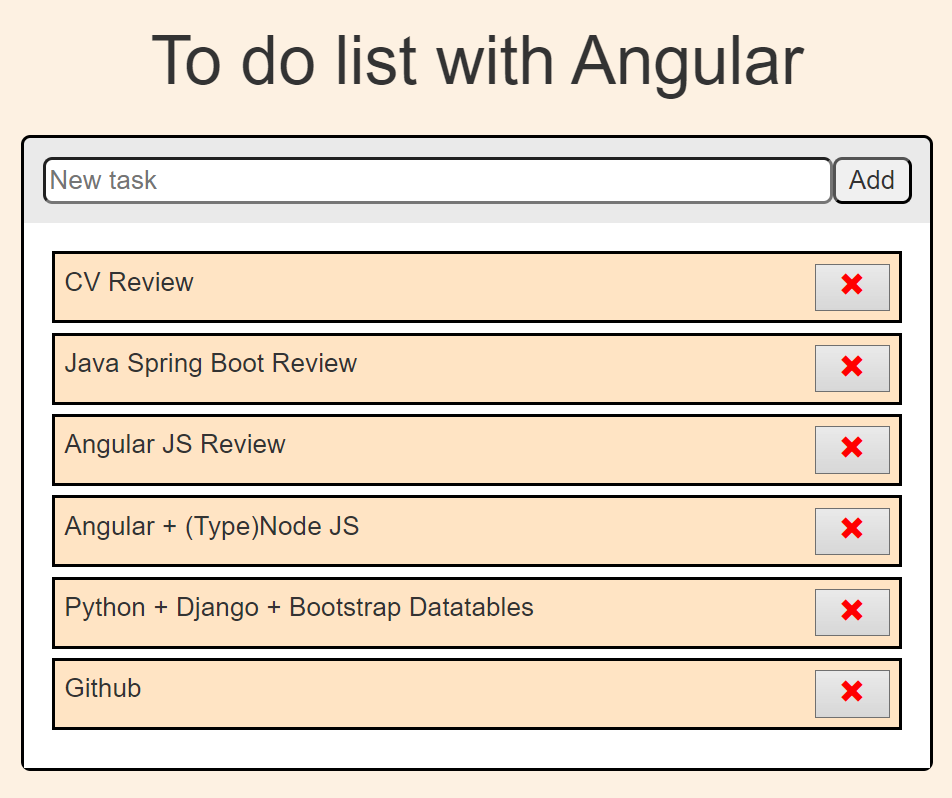 To do list with Angular
New task
Add
CV Review
Java Spring Boot Review
Angular JS Review
Angular + (Type)Node JS
Python + Django + Bootstrap Datatables
Github